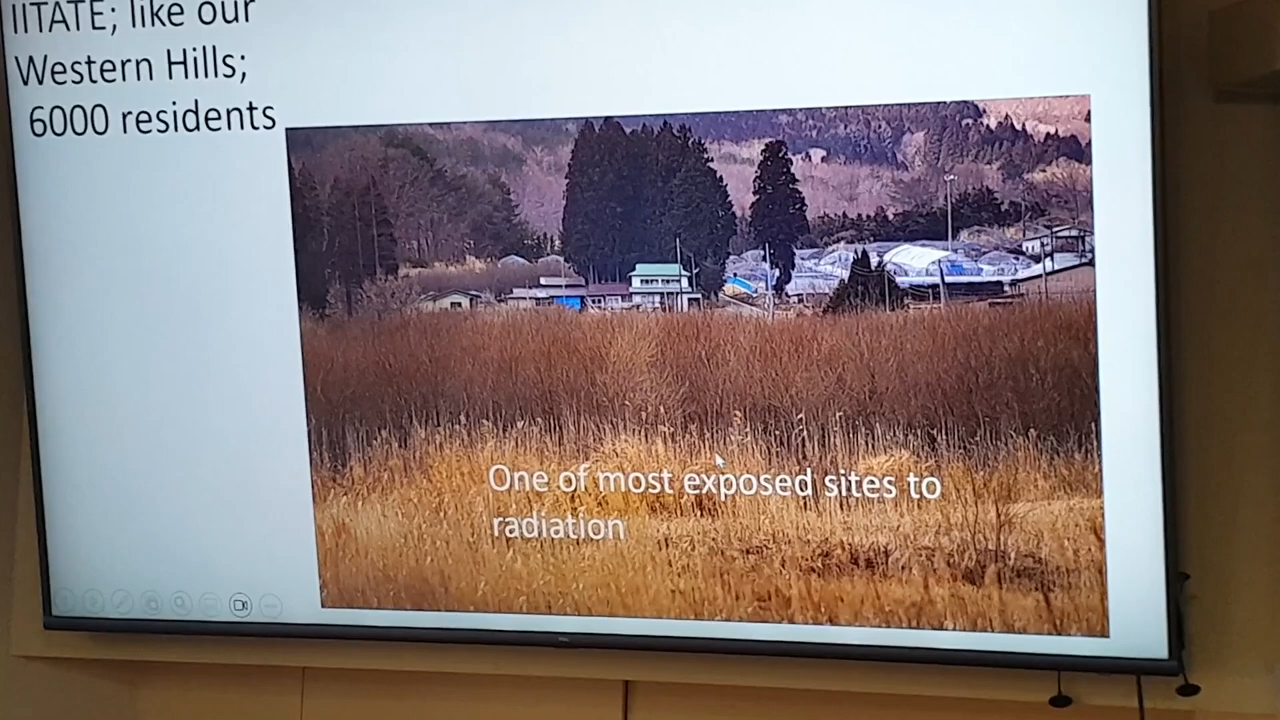 IITATE; like our
Western Hills;
6000 residents
One of most exposed sites to
radiation